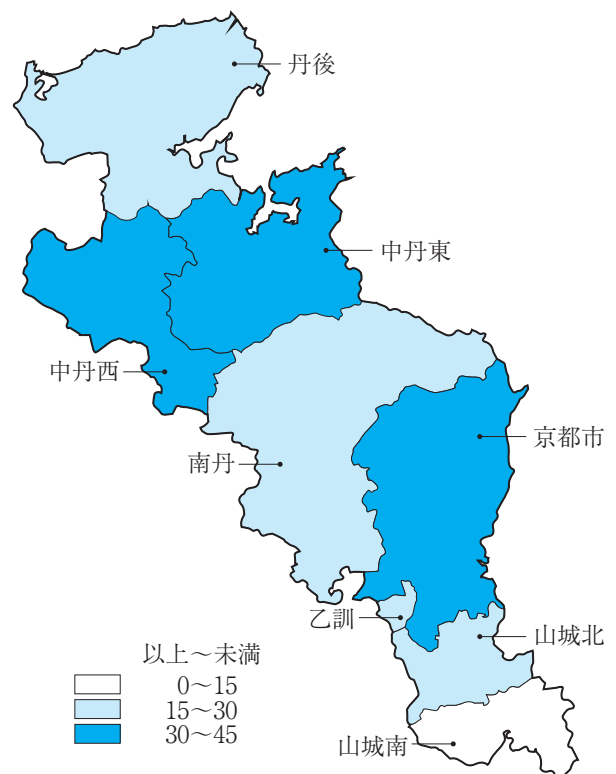 丹後
中丹東
中丹西
京都市
南丹
乙訓
山城北
以上～未満
0～15
15～30
30～45
山城南